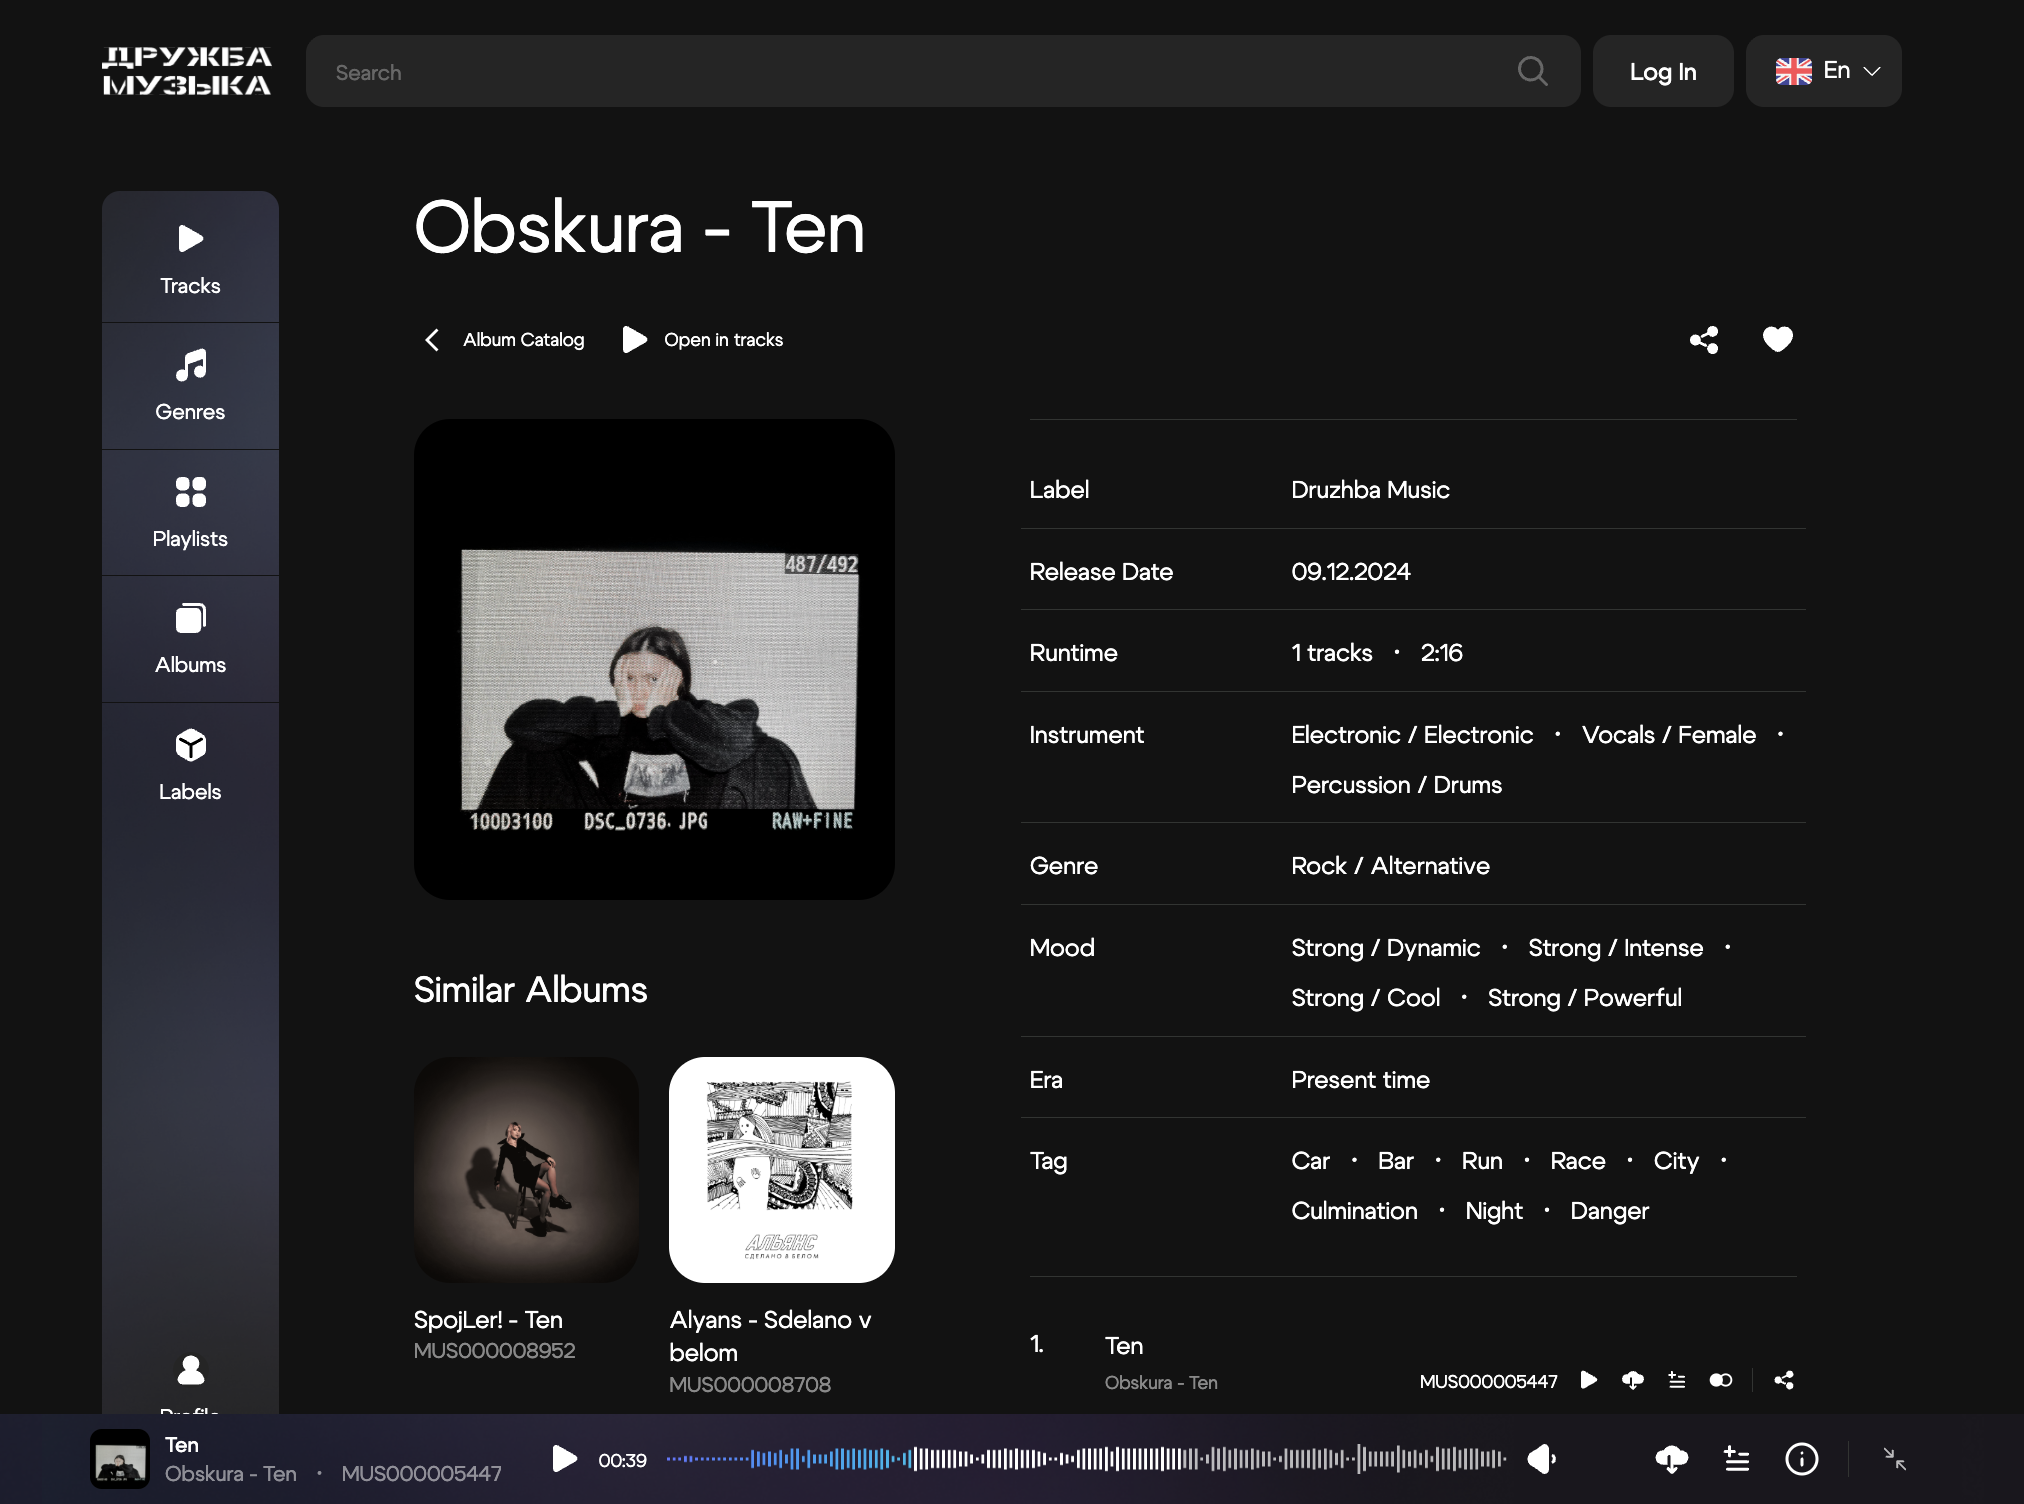 ДРУЖБА
МУЗЫКА
Search
Log In
En
Tracks
Genres
Playlists
Albums
Labels
Profile
Obskura - Ten
Album Catalog
Open in tracks
487/492
100D3100 DSC_0736.JPG RAW+FINE
Label Druzhba Music
Release Date 09.12.2024
Runtime 1 tracks • 2:16
Instrument Electronic / Electronic • Vocals / Female •
Percussion / Drums
Genre Rock / Alternative
Mood Strong / Dynamic • Strong / Intense •
Strong / Cool • Strong / Powerful
Era Present time
Tag Car • Bar • Run • Race • City •
Culmination • Night • Danger
Similar Albums
АЛЬЯНС
СДЕЛАНО В БЕЛОМ
SpojLer! - Ten
MUS000008952
Alyans - Sdelano v
belom
MUS000008708
1. Ten
Obskura - Ten
MUS000005447
Ten
Obskura - Ten • MUS000005447
00:39